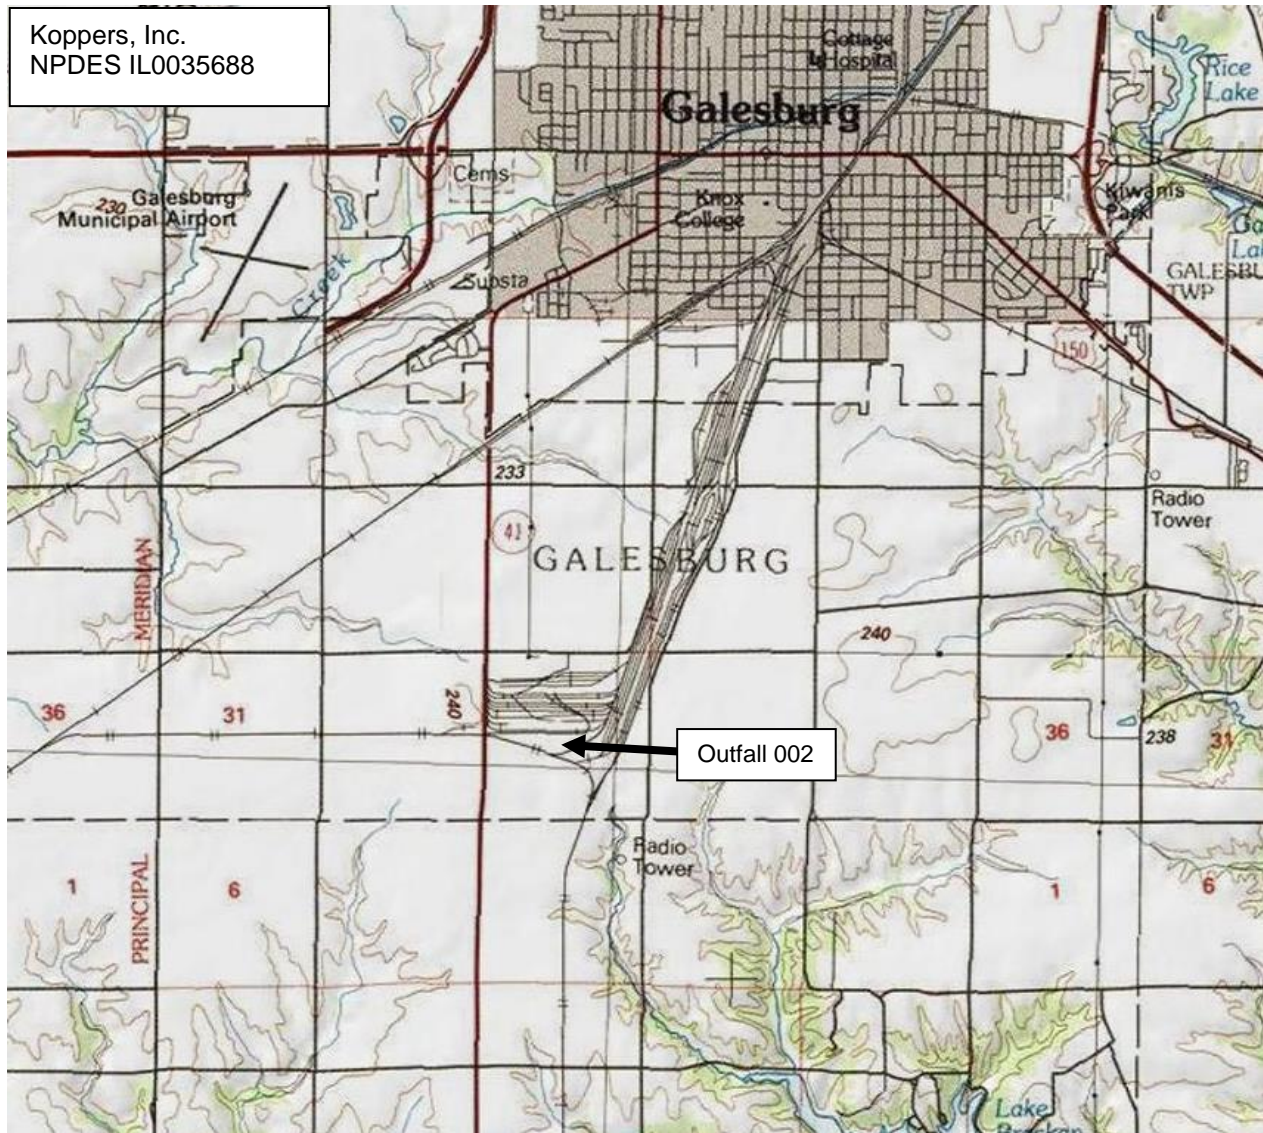 Koppers, Inc.
NPDES IL0035688
Cottage
Hospital
Rice
Lake
Galesburg
Cems
Kiwanis
Park
230
Galesburg
Municipal Airport
Knox
College
Lake
GALESBU
TWP
Creek
Substa
150
233
Radio
Tower
41
GALESBURG
MERIDIAN
240
36
31
240
36
238
31
Outfall 002
Radio
Tower
1
6
PRINCIPAL
1
6
Lake